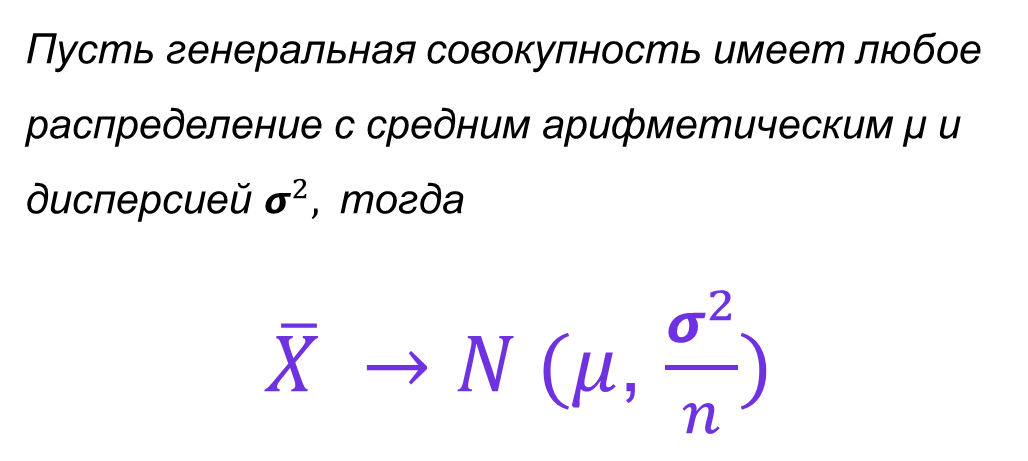 Пусть генеральная совокупность имеет любое
распределение с средним арифметическим μ и
дисперсией σ², тогда
X̄ → N (μ, σ²/n)